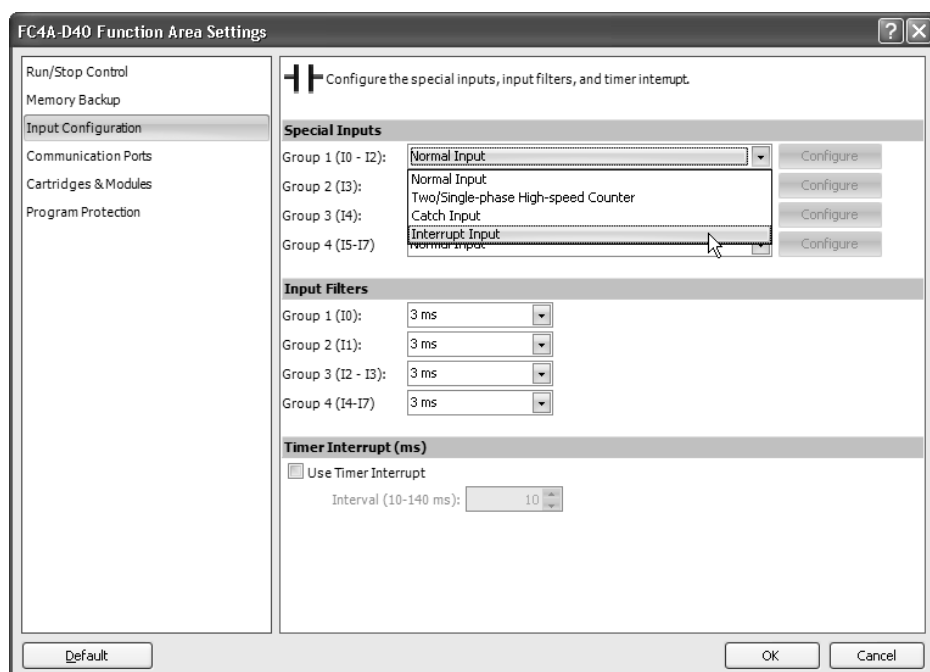 FC4A-D40 Function Area Settings
Run/Stop Control
Memory Backup
Input Configuration
Communication Ports
Cartridges & Modules
Program Protection
Configure the special inputs, input filters, and timer interrupt.
Special Inputs
Group 1 (I0 - I2): Normal Input Configure
Normal Input
Group 2 (I3): Configure
Two/Single-phase High-speed Counter
Group 3 (I4): Catch Input Configure
Interrupt Input
Group 4 (I5-I7) Normal Input Configure
Input Filters
Group 1 (I0): 3 ms
Group 2 (I1): 3 ms
Group 3 (I2 - I3): 3 ms
Group 4 (I4-I7) 3 ms
Timer Interrupt (ms)
Use Timer Interrupt
Interval (10-140 ms): 10
Default OK Cancel